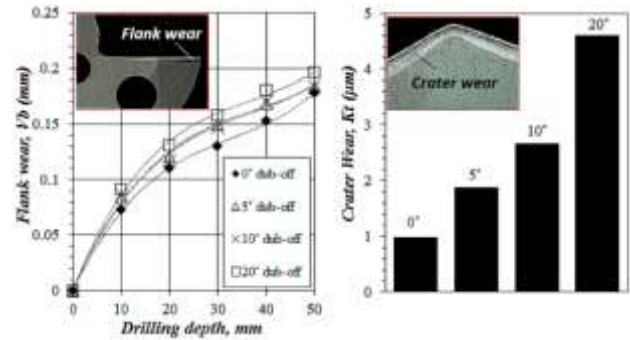 Flank wear
Flank wear, Vb (mm)
0.25
0.2
0.15
0.1
0.05
0
0° dub-off
5° dub-off
10° dub-off
20° dub-off
0 10 20 30 40 50
Drilling depth, mm
Crater wear
Crater Wear, Kt (μm)
5
4
3
2
1
0
0°
5°
10°
20°